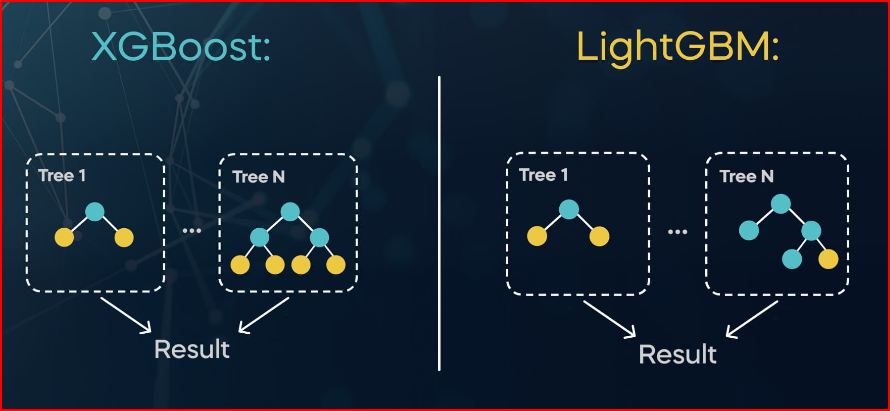 XGBoost:
LightGBM:
Tree 1
...
Tree N
Result
Tree 1
...
Tree N
Result